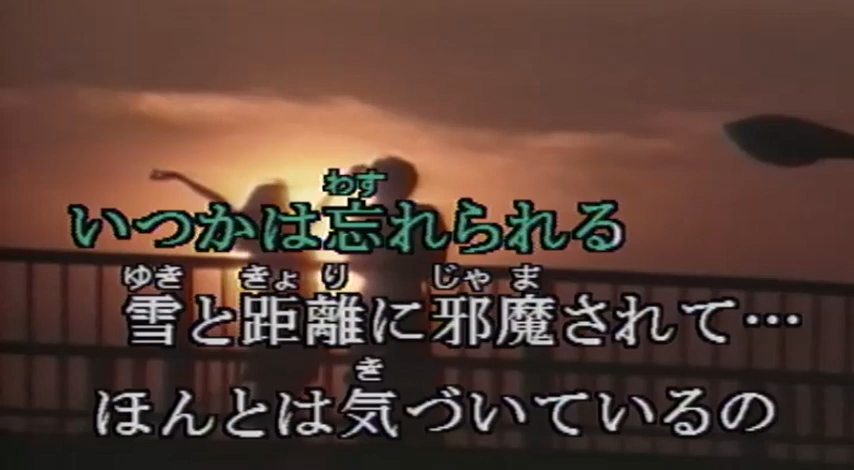 わす
いつかは忘れられる
ゆき きょり じゃま
雪と距離に邪魔されて…
き
ほんとは気づいているの